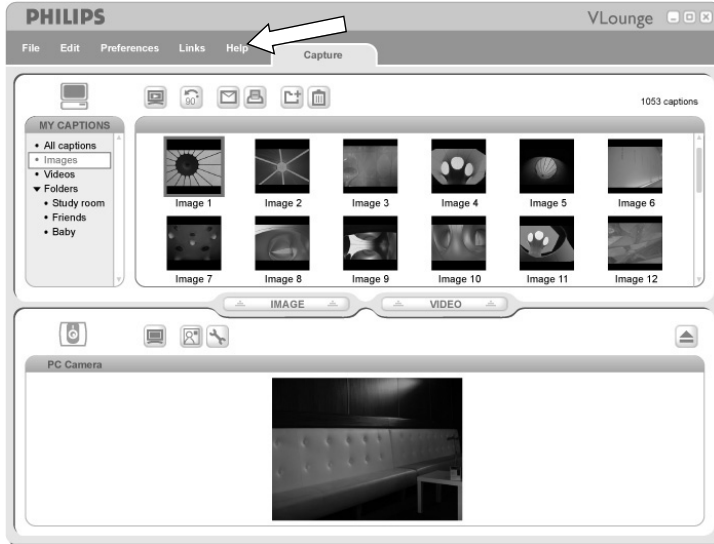 PHILIPS VLounge
File Edit Preferences Links Help Capture
90°
1053 captions
MY CAPTIONS
• All captions
• Images
• Videos
▼ Folders
• Study room
• Friends
• Baby
Image 1 Image 2 Image 3 Image 4 Image 5 Image 6
Image 7 Image 8 Image 9 Image 10 Image 11 Image 12
IMAGE VIDEO
PC Camera